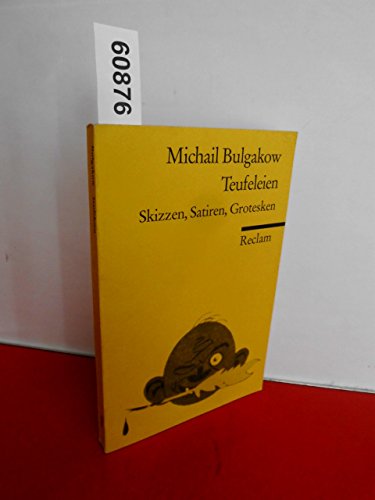 60876
Michail Bulgakow
Teufeleien
Skizzen, Satiren, Grotesken
Reclam